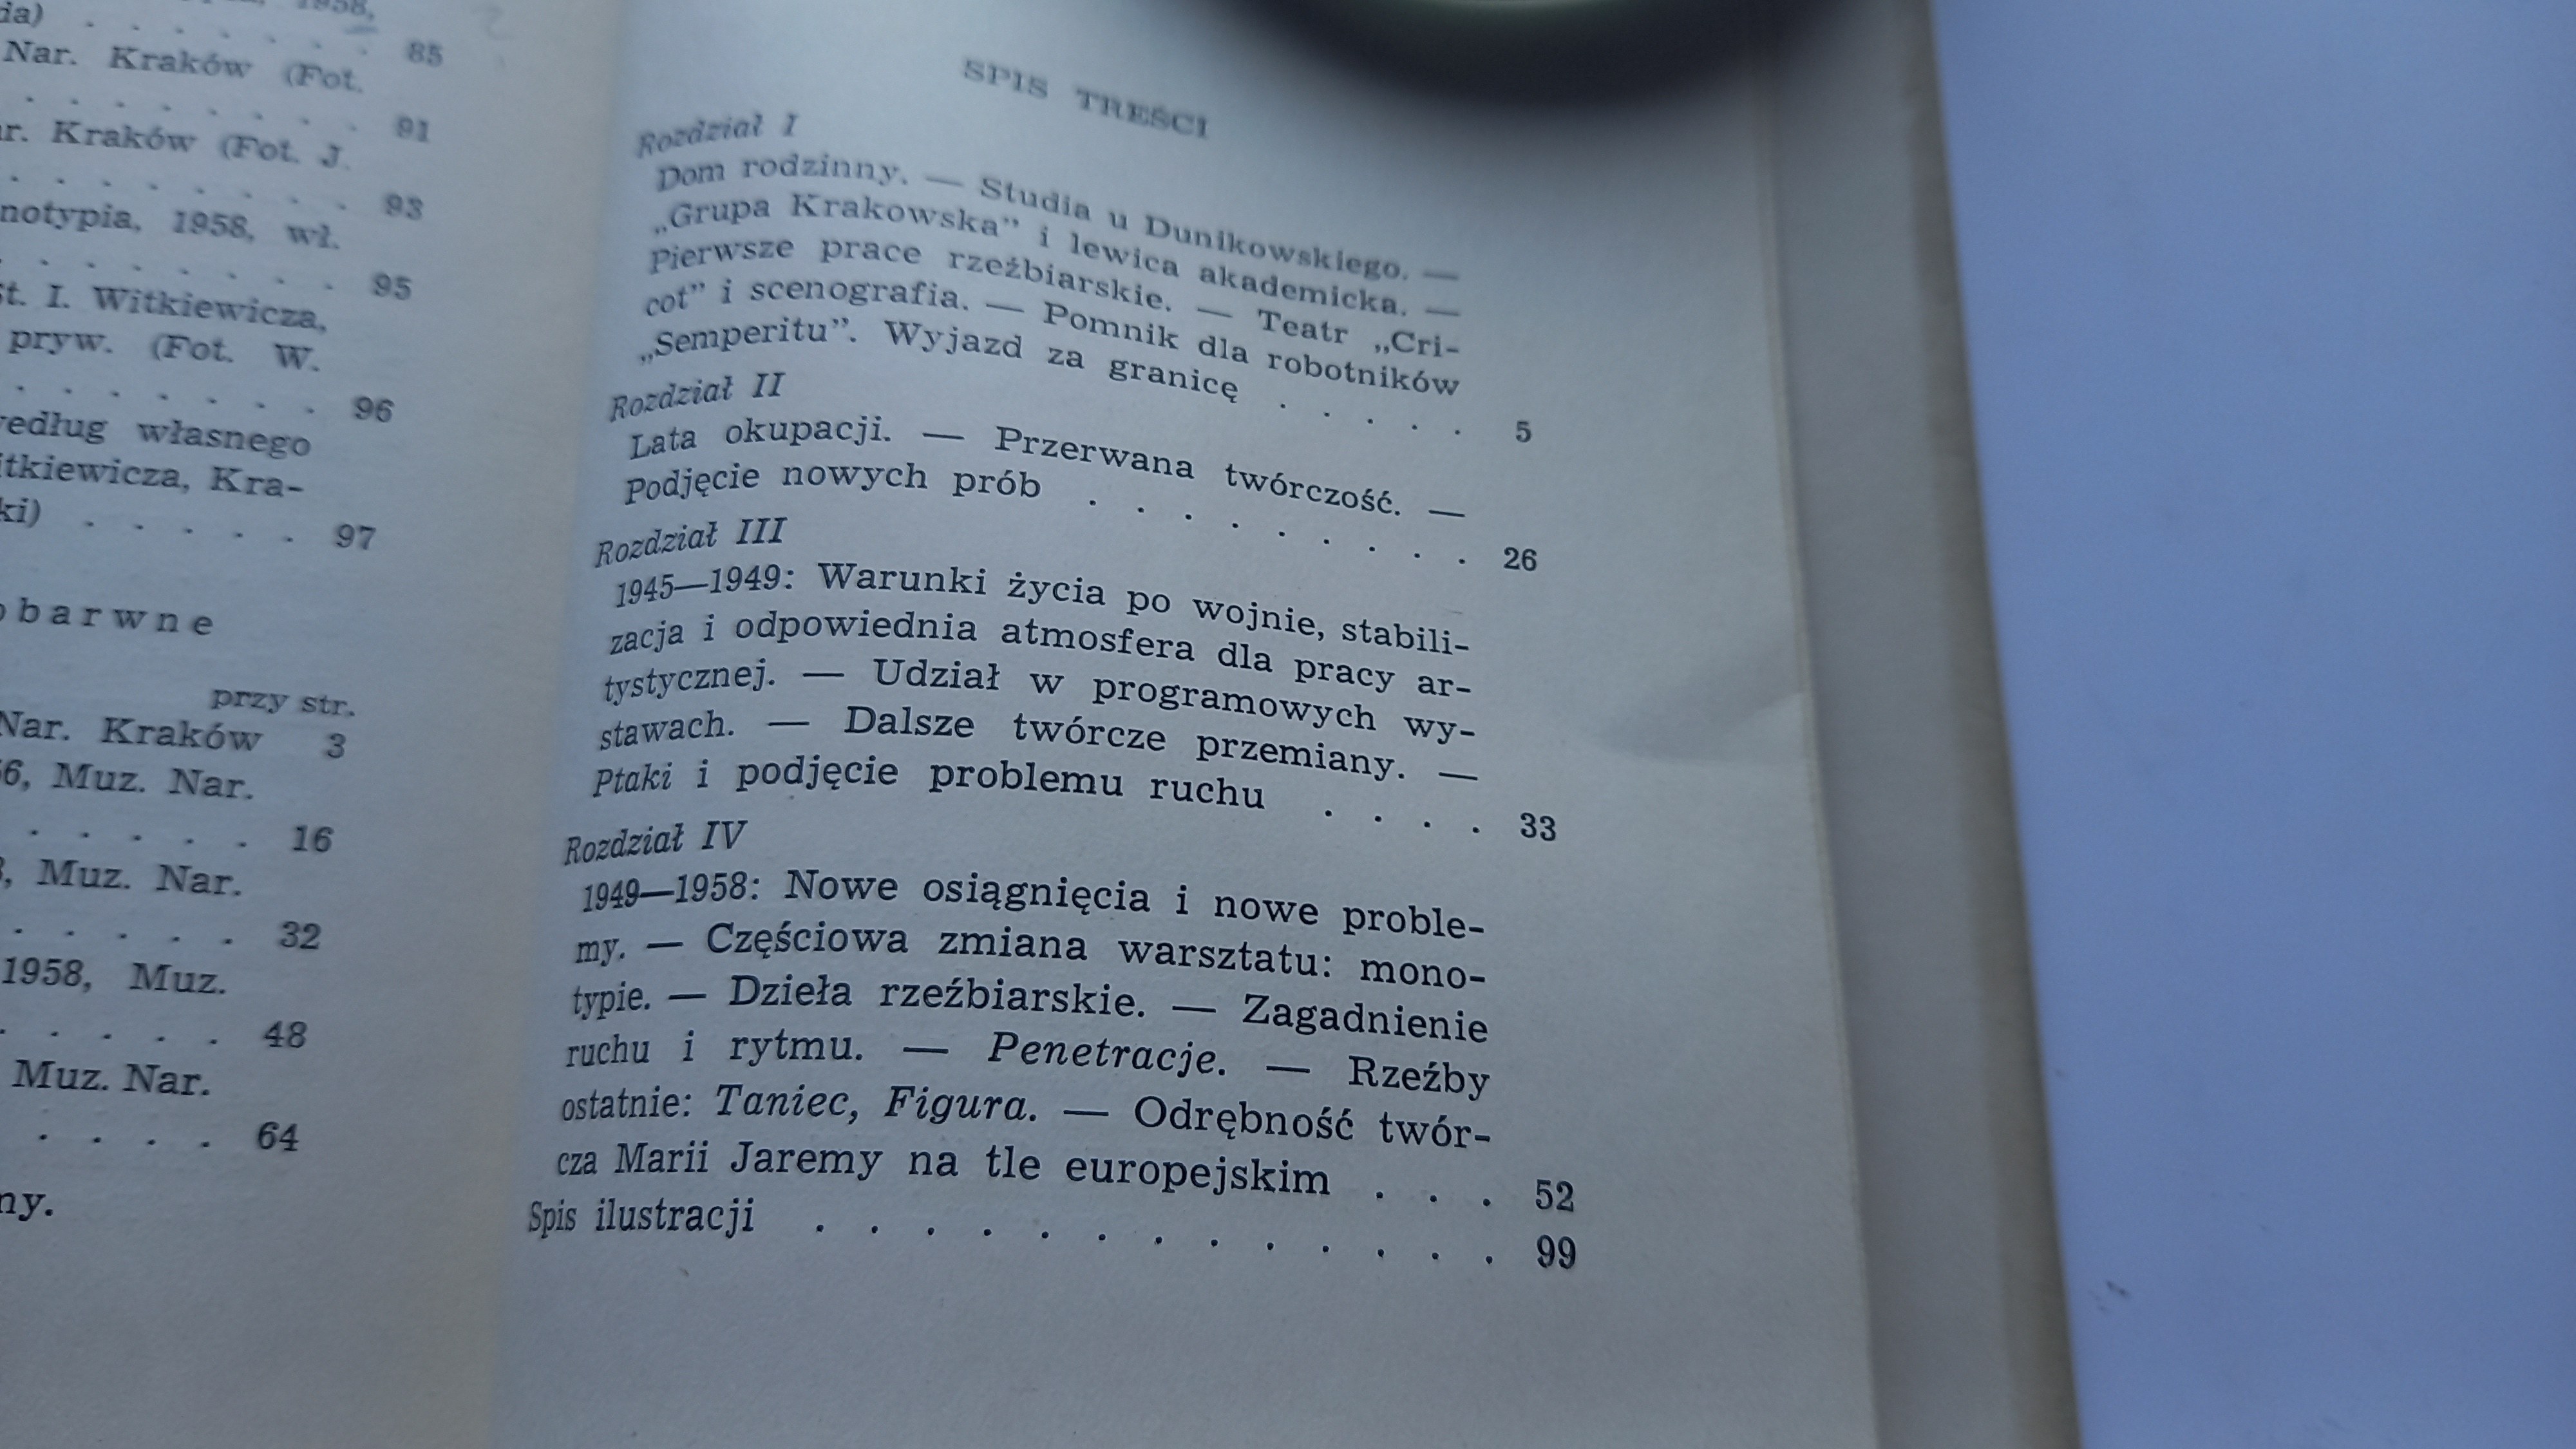 85
Nar. Kraków (Fot.
91
r. Kraków (Fot. J.
93
notypia, 1958, wł.
95
t. I. Witkiewicza,
pryw. (Fot. W.
96
edług własnego
itkiewicza, Kra-
ki) . . . . . 97
barwne
przy str.
Nar. Kraków 3
6, Muz. Nar.
. . . . . 16
, Muz. Nar.
. . . . . 32
1958, Muz.
. . . . . 48
Muz. Nar.
. . . . 64
ny.
SPIS TREŚCI
Rozdział I
Dom rodzinny. — Studia u Dunikowskiego. —
„Grupa Krakowska” i lewica akademicka. —
Pierwsze prace rzeźbiarskie. — Teatr „Cri-
cot” i scenografia. — Pomnik dla robotników
„Semperitu”. Wyjazd za granicę . . . . . 5
Rozdział II
Lata okupacji. — Przerwana twórczość. —
Podjęcie nowych prób . . . . . . . . . 26
Rozdział III
1945—1949: Warunki życia po wojnie, stabili-
zacja i odpowiednia atmosfera dla pracy ar-
tystycznej. — Udział w programowych wy-
stawach. — Dalsze twórcze przemiany. —
Ptaki i podjęcie problemu ruchu . . . . 33
Rozdział IV
1949—1958: Nowe osiągnięcia i nowe proble-
my. — Częściowa zmiana warsztatu: mono-
typie. — Dzieła rzeźbiarskie. — Zagadnienie
ruchu i rytmu. — Penetracje. — Rzeźby
ostatnie: Taniec, Figura. — Odrębność twór-
cza Marii Jaremy na tle europejskim . . . 52
Spis ilustracji . . . . . . . . . . . . . 99